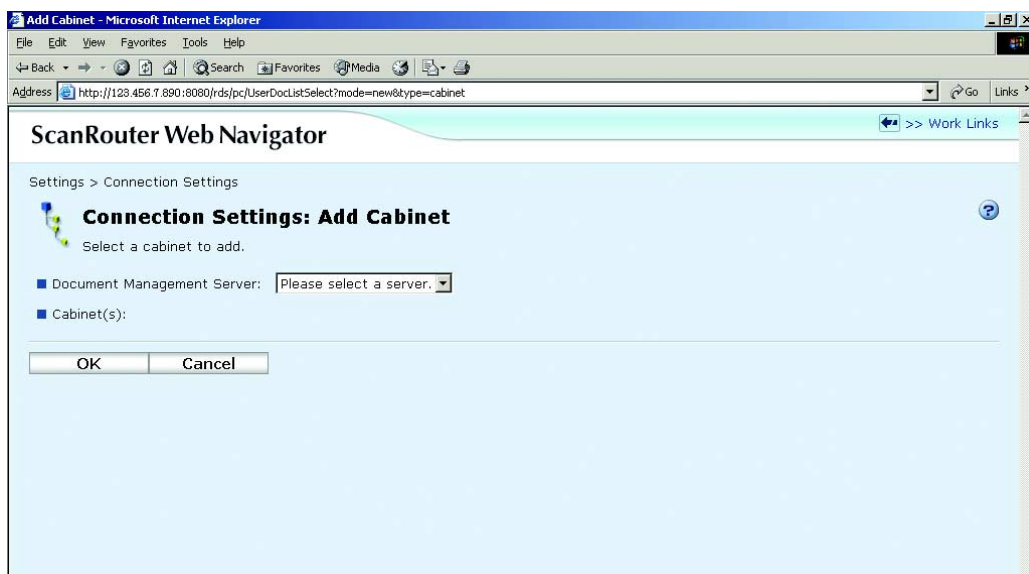 Add Cabinet - Microsoft Internet Explorer
File Edit View Favorites Tools Help
Back Search Favorites Media
Address http://123.456.7.890:8080/rds/pc/UserDocListSelect?mode=new&type=cabinet Go Links »
ScanRouter Web Navigator
>> Work Links
Settings > Connection Settings
Connection Settings: Add Cabinet
?
Select a cabinet to add.
Document Management Server: Please select a server.
Cabinet(s):
OK Cancel